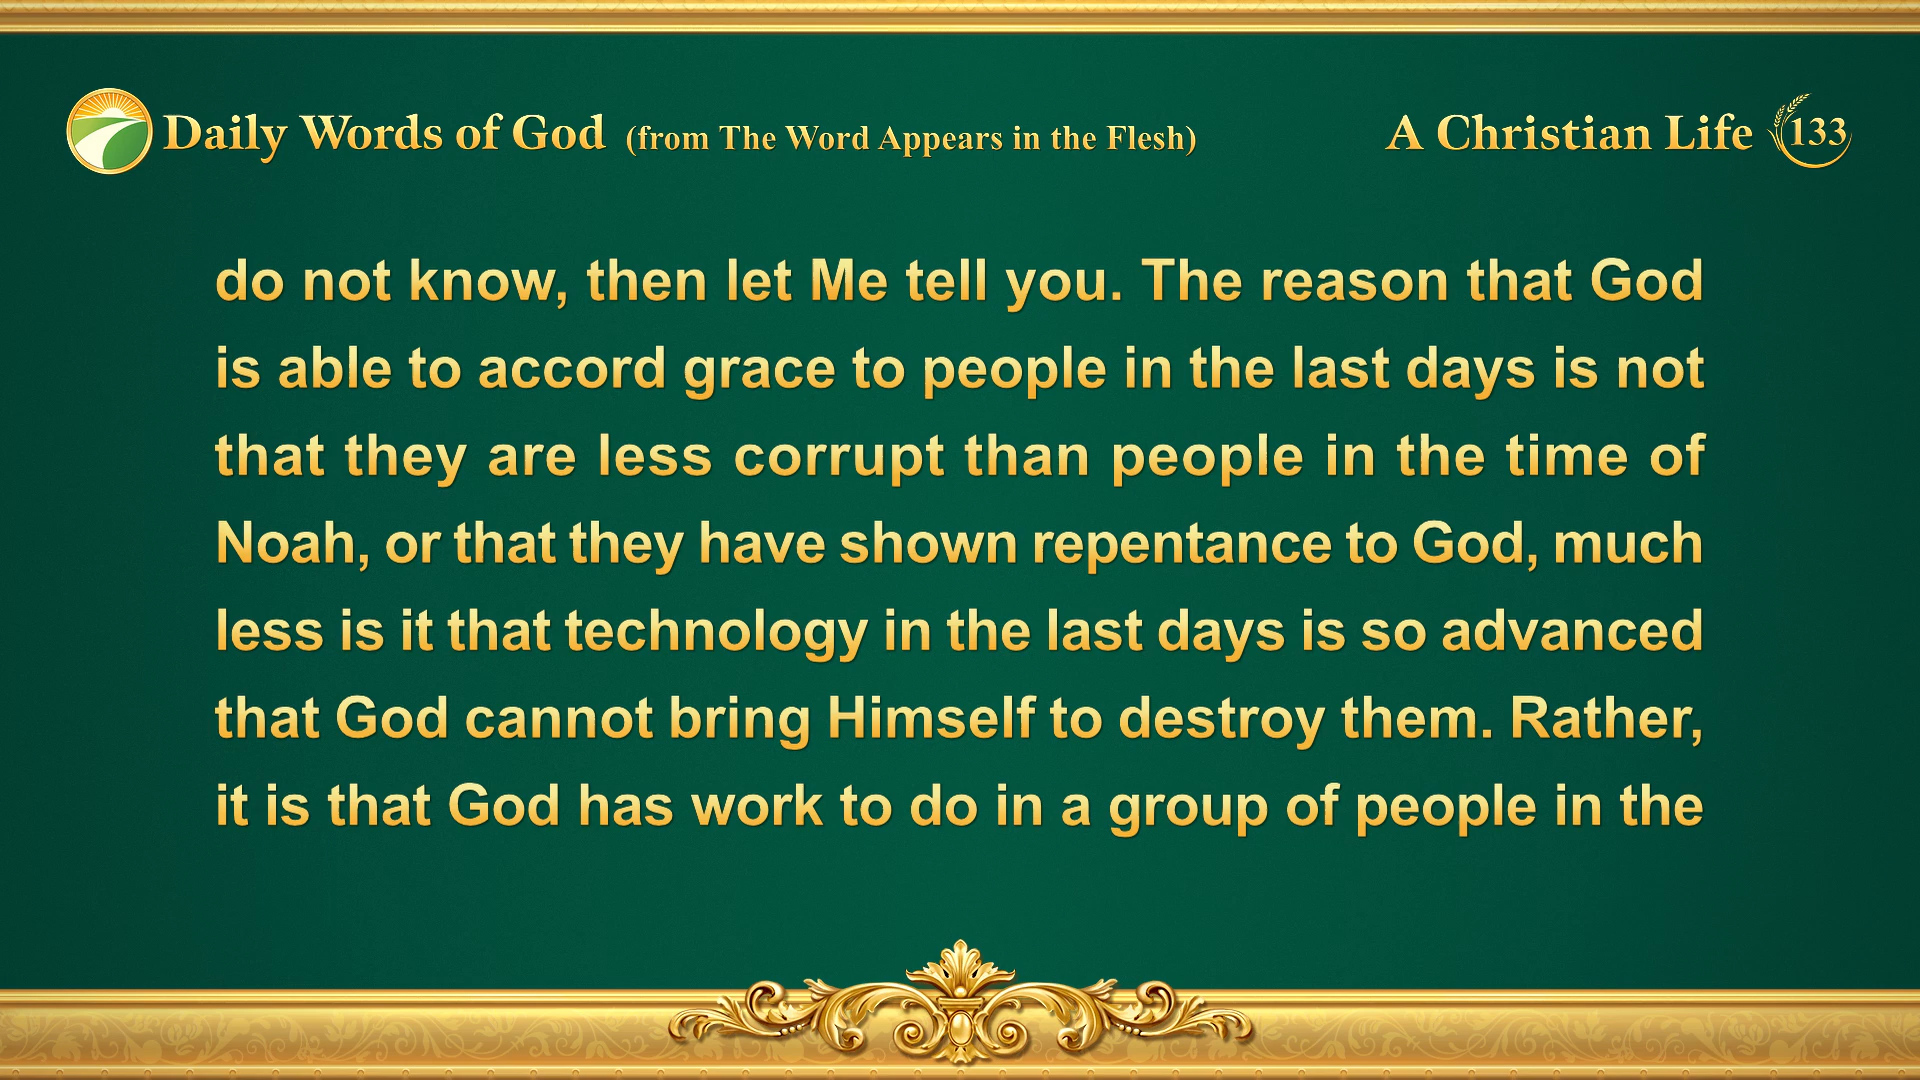 Daily Words of God (from The Word Appears in the Flesh)
A Christian Life 133
do not know, then let Me tell you. The reason that God
is able to accord grace to people in the last days is not
that they are less corrupt than people in the time of
Noah, or that they have shown repentance to God, much
less is it that technology in the last days is so advanced
that God cannot bring Himself to destroy them. Rather,
it is that God has work to do in a group of people in the